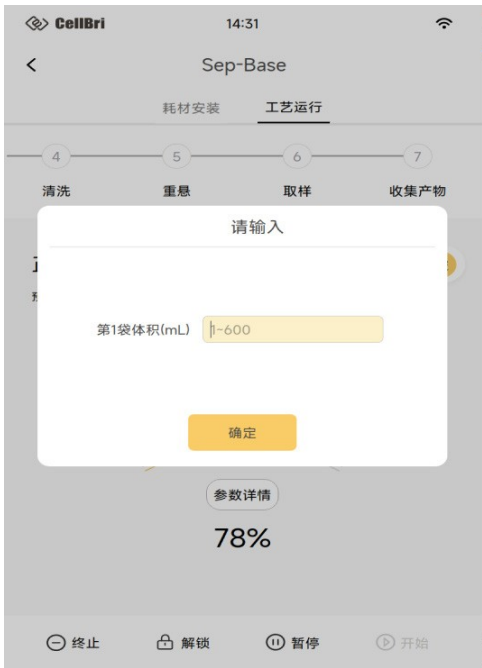 CellBri
14:31
Sep-Base
耗材安装 工艺运行
4 5 6 7
清洗 重悬 取样 收集产物
请输入
第1袋体积(mL) 1-600
确定
参数详情
78%
终止 解锁 暂停 开始